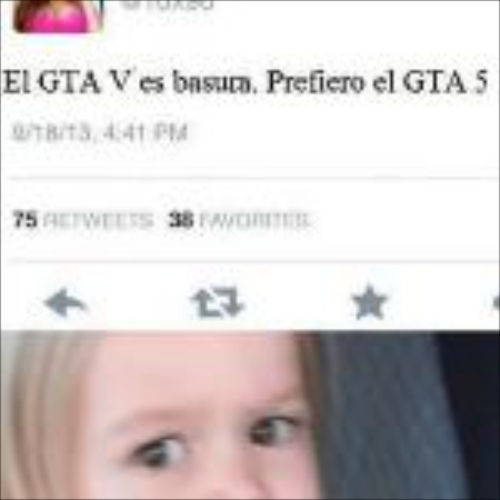 El GTA V es basura. Prefiero el GTA 5
9/18/13, 4:41 PM
75 RETWEETS 38 FAVORITES